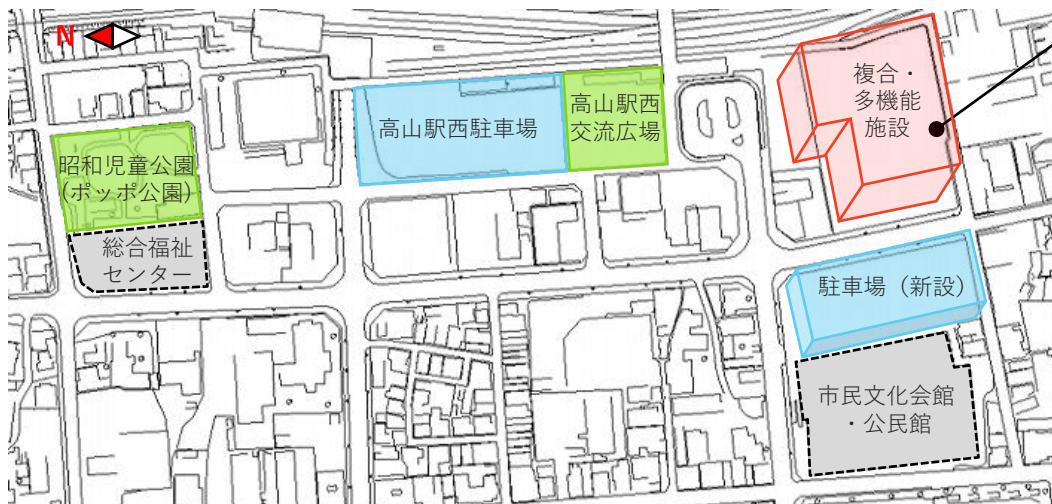 N
複合・
多機能
施設
高山駅西駐車場
高山駅西
交流広場
昭和児童公園
(ポッポ公園)
総合福祉
センター
駐車場（新設）
市民文化会館
・公民館